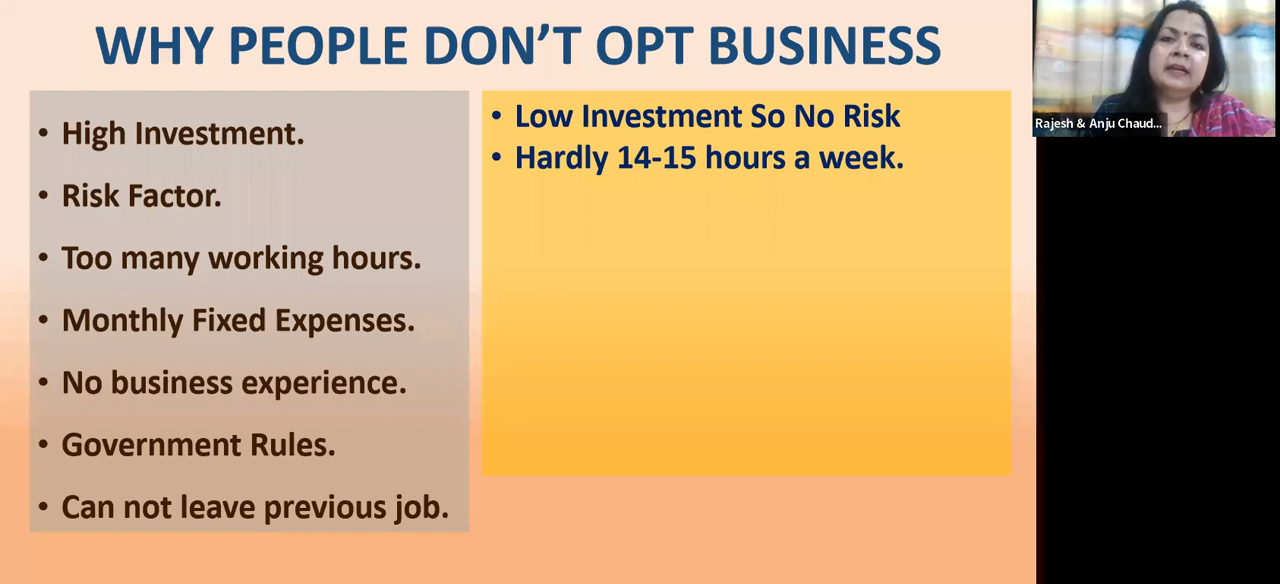 WHY PEOPLE DON'T OPT BUSINESS
• High Investment.
• Risk Factor.
• Too many working hours.
• Monthly Fixed Expenses.
• No business experience.
• Government Rules.
• Can not leave previous job.
• Low Investment So No Risk
• Hardly 14-15 hours a week.
Rajesh & Anju Chaud...